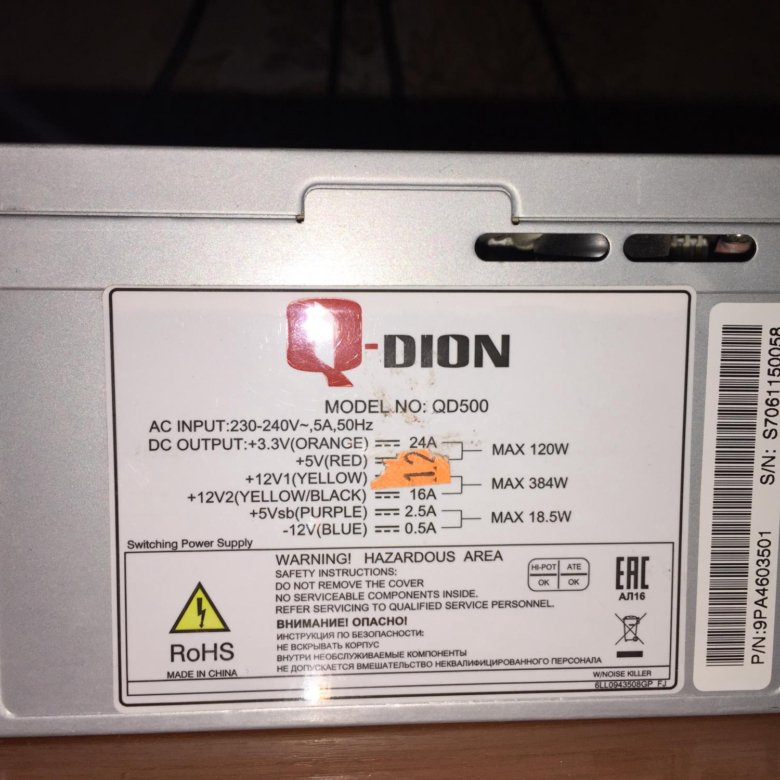 Q-DION
MODEL NO: QD500
AC INPUT:230-240V~,5A,50Hz
DC OUTPUT:+3.3V(ORANGE) 24A MAX 120W
+5V(RED)
12
+12V1(YELLOW) MAX 384W
+12V2(YELLOW/BLACK) 16A
+5Vsb(PURPLE) 2.5A MAX 18.5W
-12V(BLUE) 0.5A
Switching Power Supply
WARNING! HAZARDOUS AREA
SAFETY INSTRUCTIONS:
DO NOT REMOVE THE COVER
NO SERVICEABLE COMPONENTS INSIDE.
REFER SERVICING TO QUALIFIED SERVICE PERSONNEL.
ВНИМАНИЕ! ОПАСНО!
ИНСТРУКЦИЯ ПО БЕЗОПАСНОСТИ:
НЕ ВСКРЫВАТЬ КОРПУС
ВНУТРИ НЕОБСЛУЖИВАЕМЫЕ КОМПОНЕНТЫ
НЕ ДОПУСКАЕТСЯ ВМЕШАТЕЛЬСТВО НЕКВАЛИФИЦИРОВАННОГО ПЕРСОНАЛА
RoHS
MADE IN CHINA
HI-POT ATE
OK OK
EAC
АЛ16
W/NOISE KILLER
6LL0943508GP FJ
S/N: S7061150058
P/N:9PA4603501